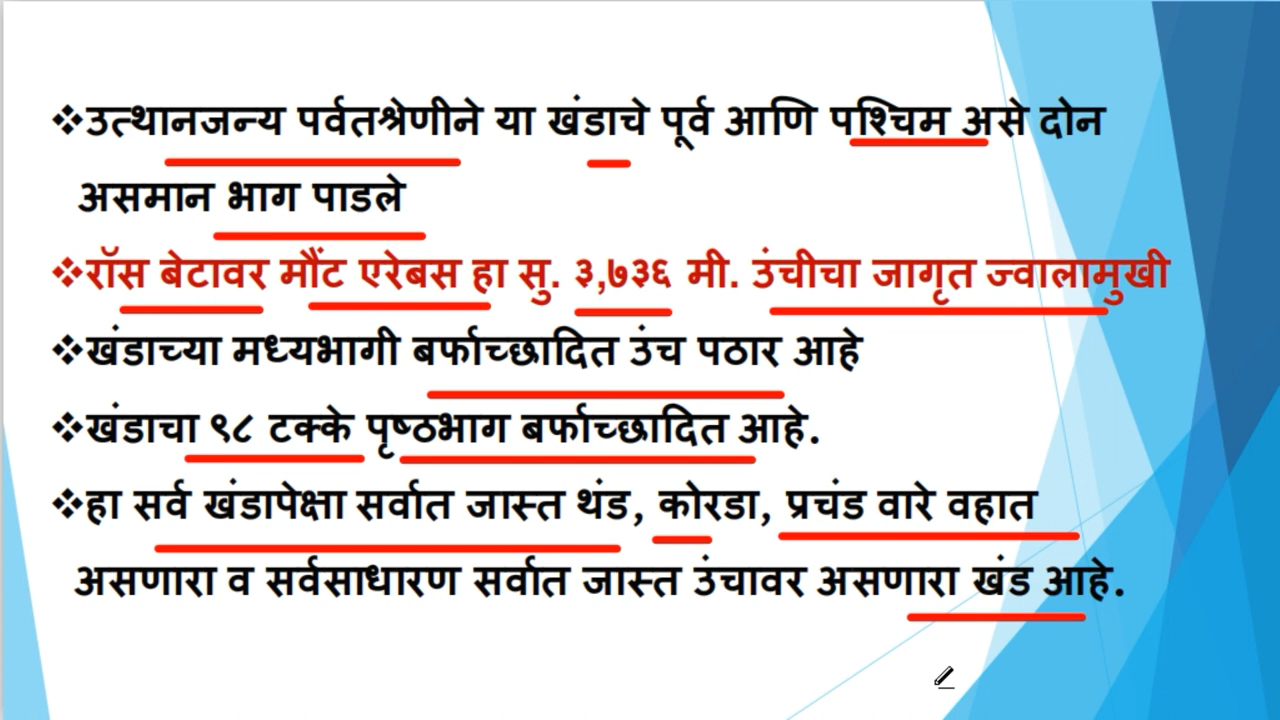 ❖उत्थानजन्य पर्वतश्रेणीने या खंडाचे पूर्व आणि पश्चिम असे दोन
असमान भाग पाडले
❖रॉस बेटावर मौंट एरेबस हा सु. ३,७३६ मी. उंचीचा जागृत ज्वालामुखी
❖खंडाच्या मध्यभागी बर्फाच्छादित उंच पठार आहे
❖खंडाचा ९८ टक्के पृष्ठभाग बर्फाच्छादित आहे.
❖हा सर्व खंडापेक्षा सर्वात जास्त थंड, कोरडा, प्रचंड वारे वहात
असणारा व सर्वसाधारण सर्वात जास्त उंचावर असणारा खंड आहे.